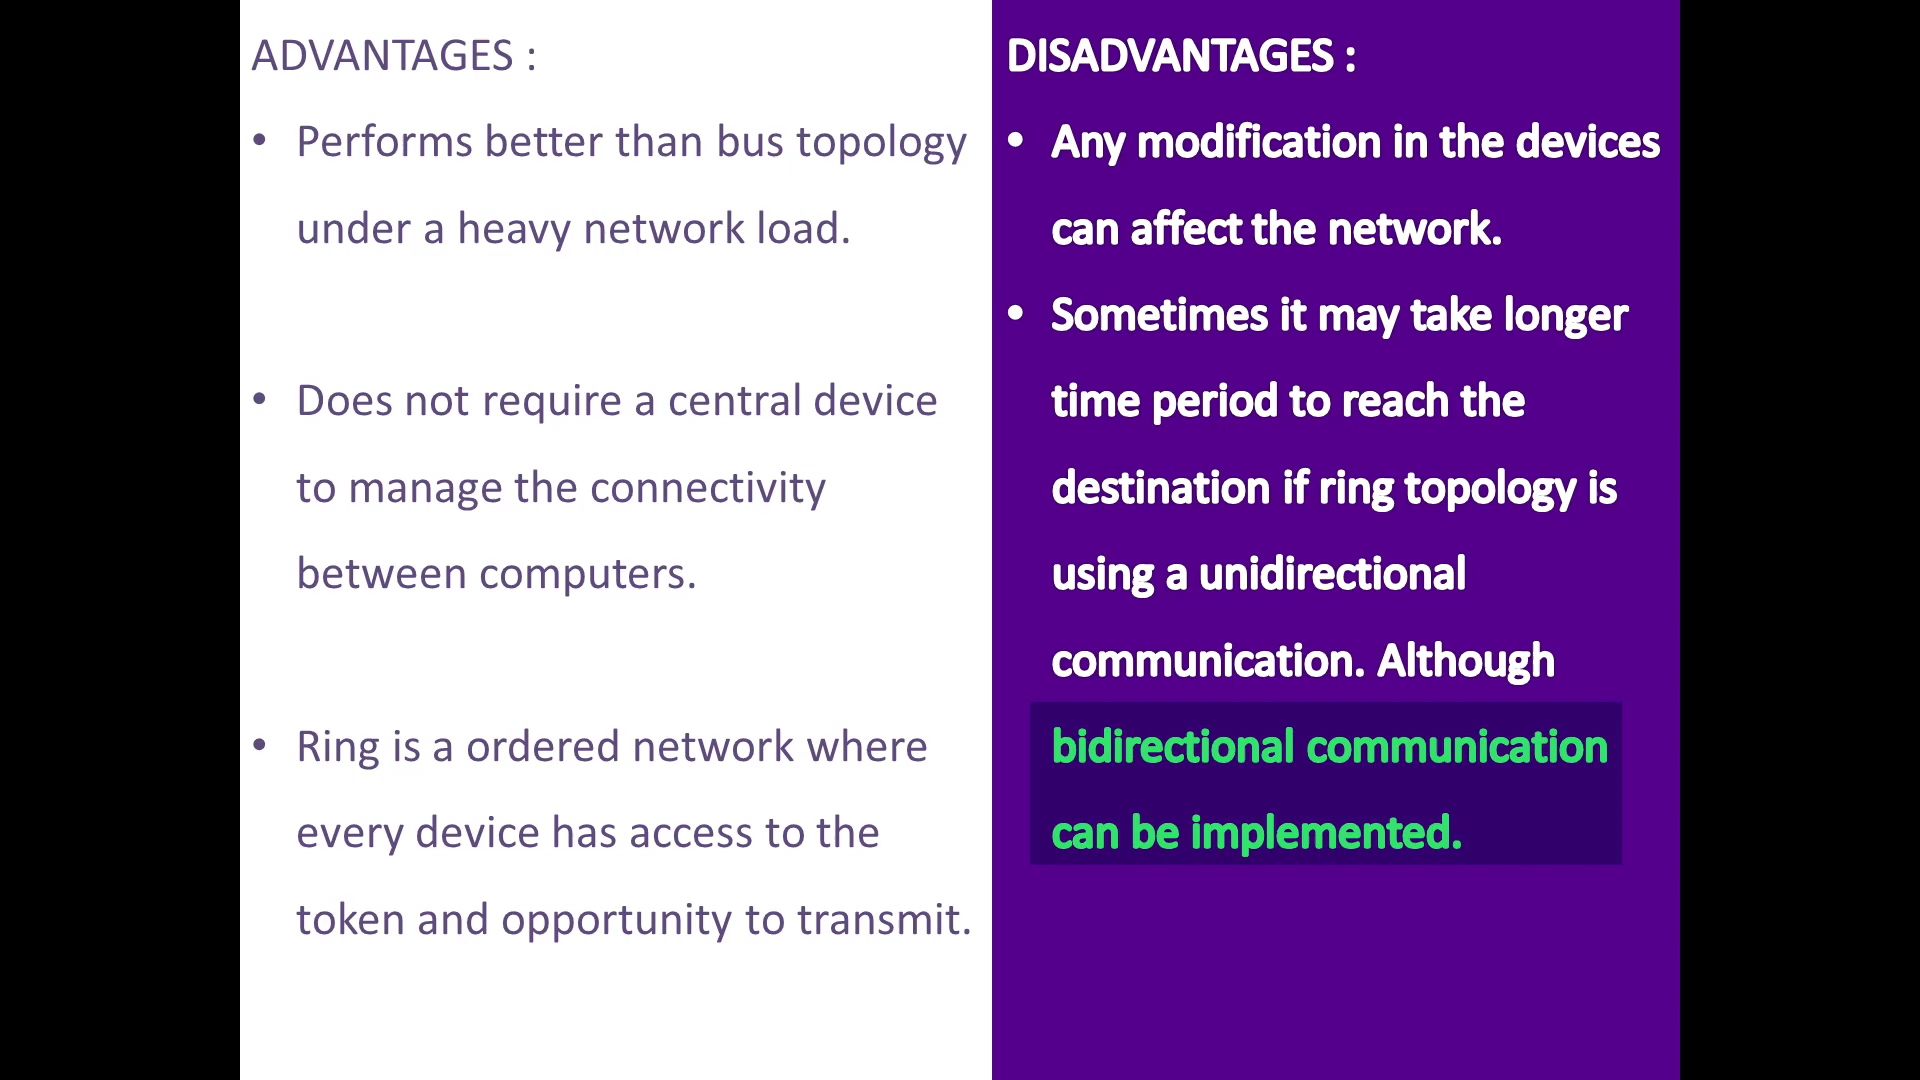 ADVANTAGES :
• Performs better than bus topology
under a heavy network load.
• Does not require a central device
to manage the connectivity
between computers.
• Ring is a ordered network where
every device has access to the
token and opportunity to transmit.
DISADVANTAGES :
• Any modification in the devices
can affect the network.
• Sometimes it may take longer
time period to reach the
destination if ring topology is
using a unidirectional
communication. Although
bidirectional communication
can be implemented.